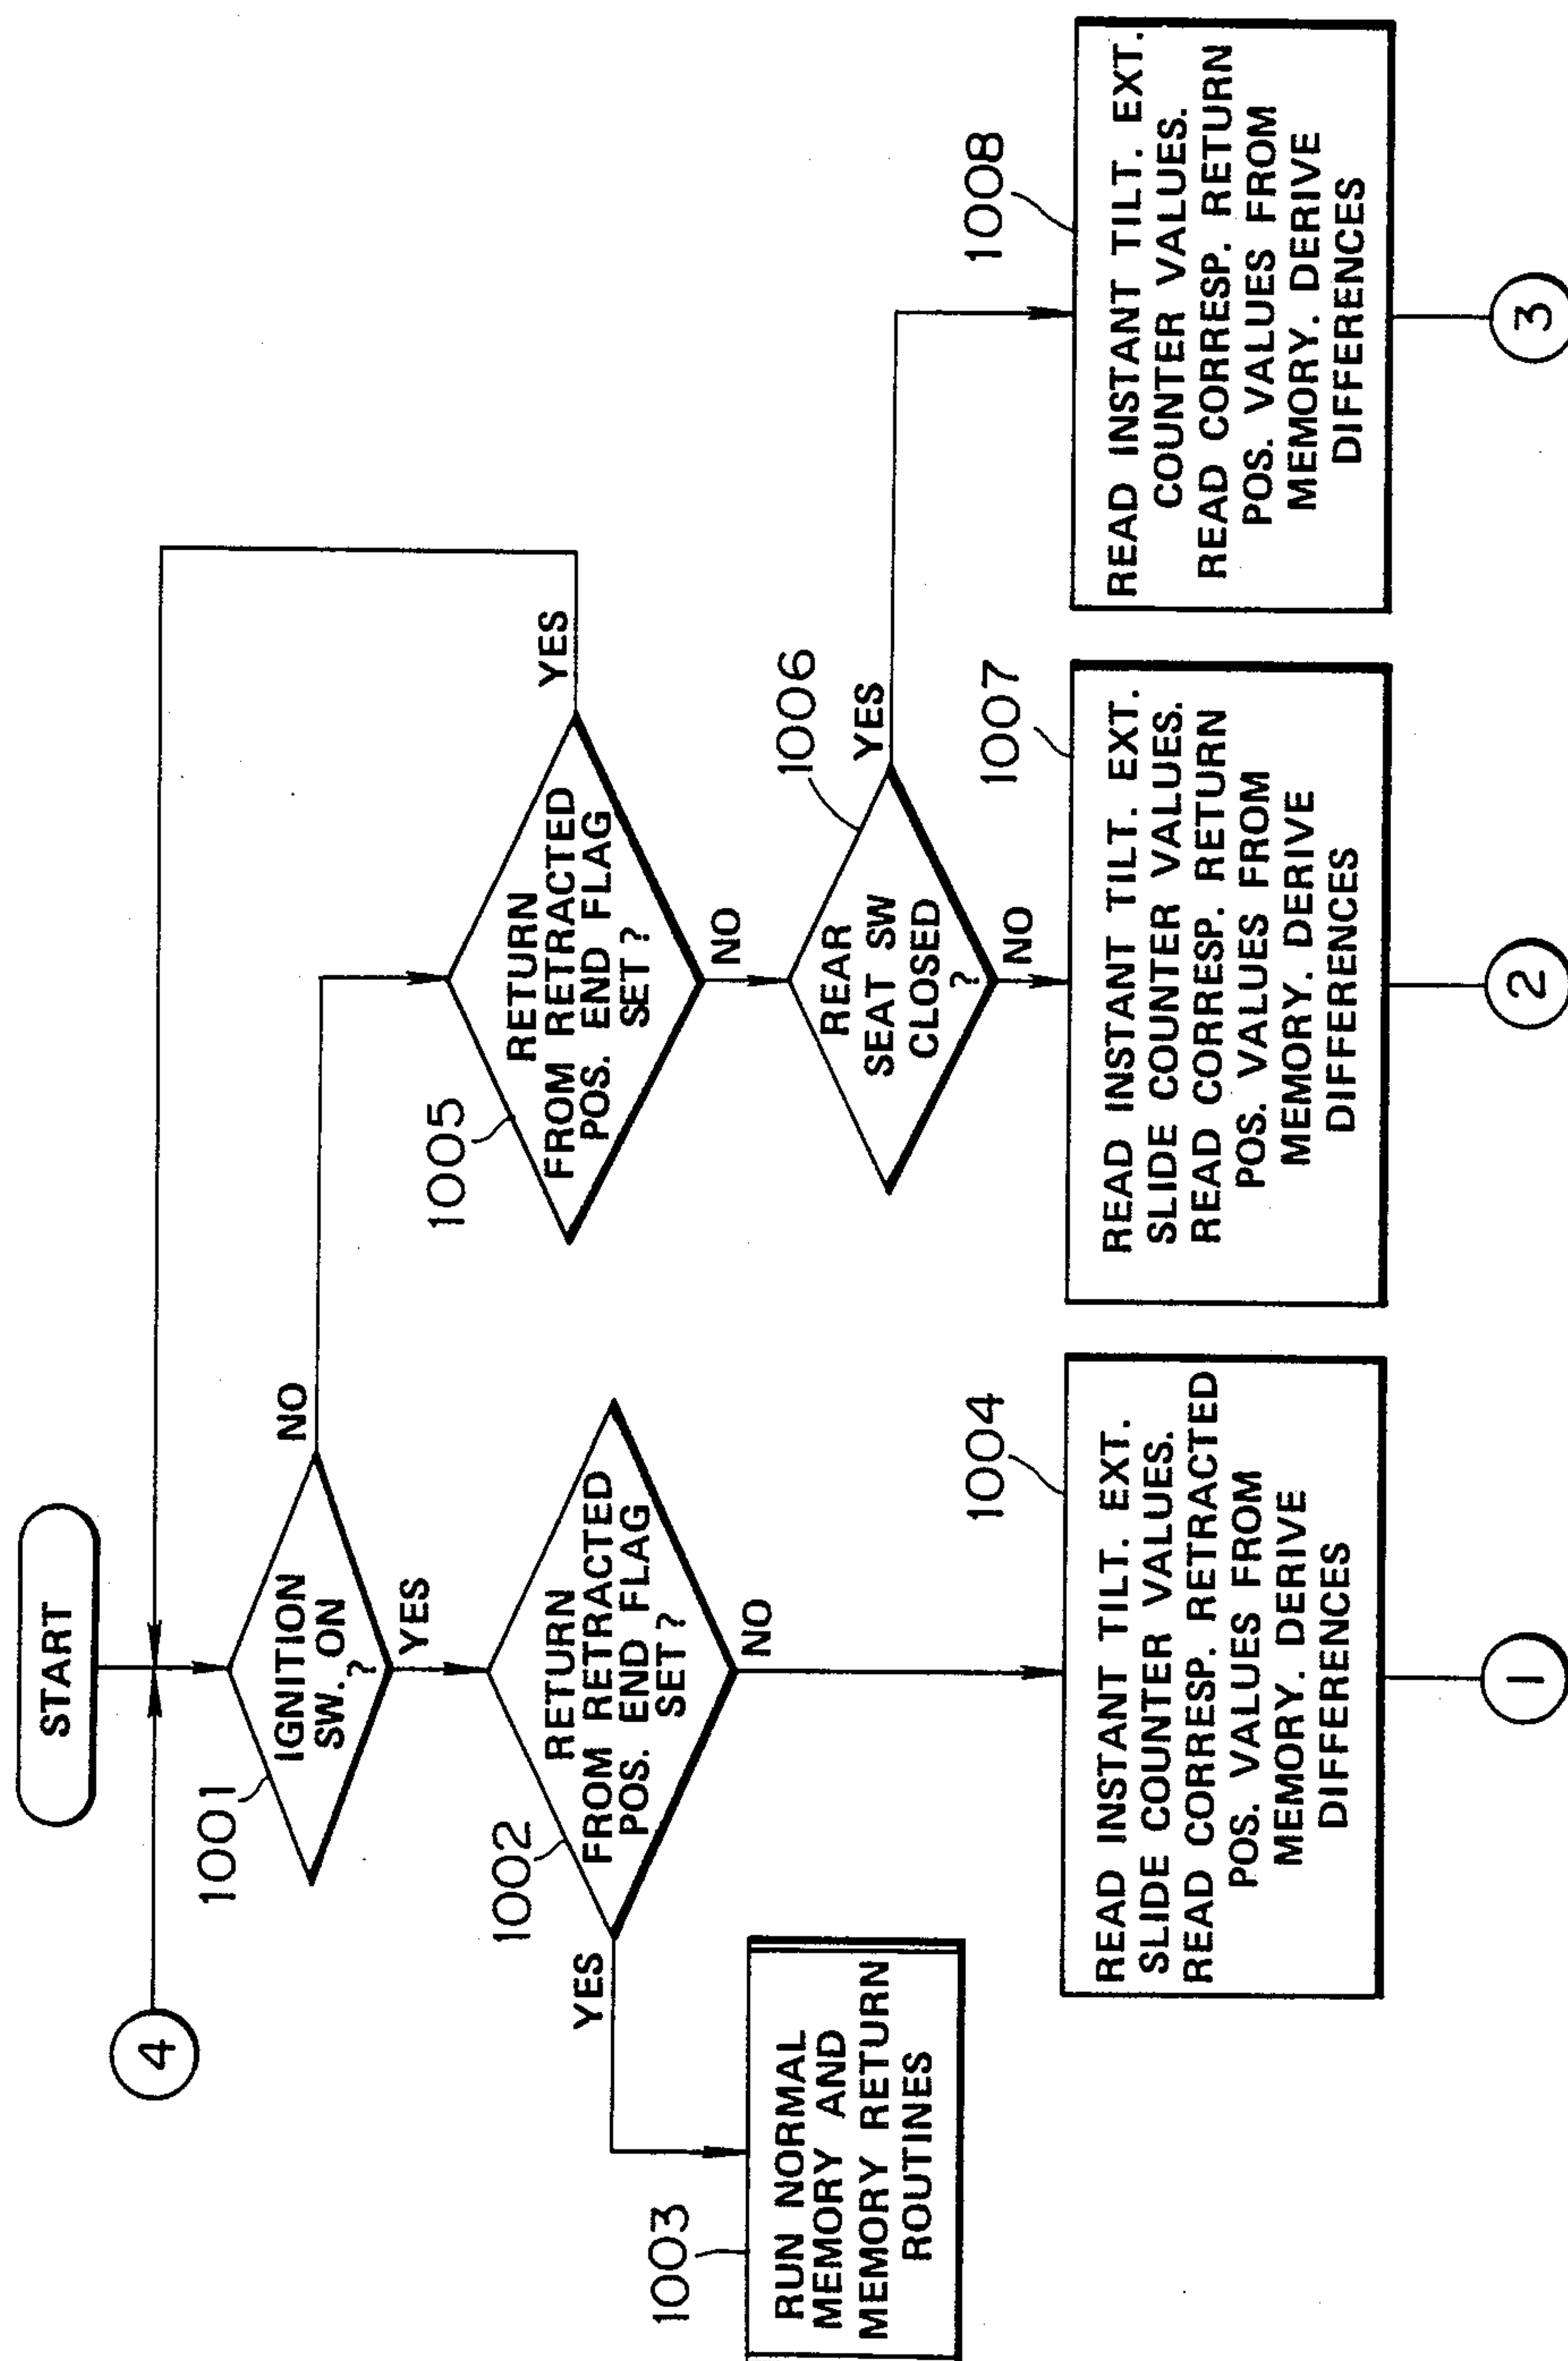 START
4
1001
IGNITION
SW. ON
?
NO
YES
1002
RETURN
FROM RETRACTED
POS. END FLAG
SET ?
YES
NO
1003
RUN NORMAL
MEMORY AND
MEMORY RETURN
ROUTINES
1004
READ INSTANT TILT. EXT.
SLIDE COUNTER VALUES.
READ CORRESP. RETRACTED
POS. VALUES FROM
MEMORY. DERIVE
DIFFERENCES
1
1005
RETURN
FROM RETRACTED
POS. END FLAG
SET ?
YES
NO
1006
REAR
SEAT SW
CLOSED
?
YES
NO
1007
READ INSTANT TILT. EXT.
SLIDE COUNTER VALUES.
READ CORRESP. RETURN
POS. VALUES FROM
MEMORY. DERIVE
DIFFERENCES
2
1008
READ INSTANT TILT. EXT.
COUNTER VALUES.
READ CORRESP. RETURN
POS. VALUES FROM
MEMORY. DERIVE
DIFFERENCES
3